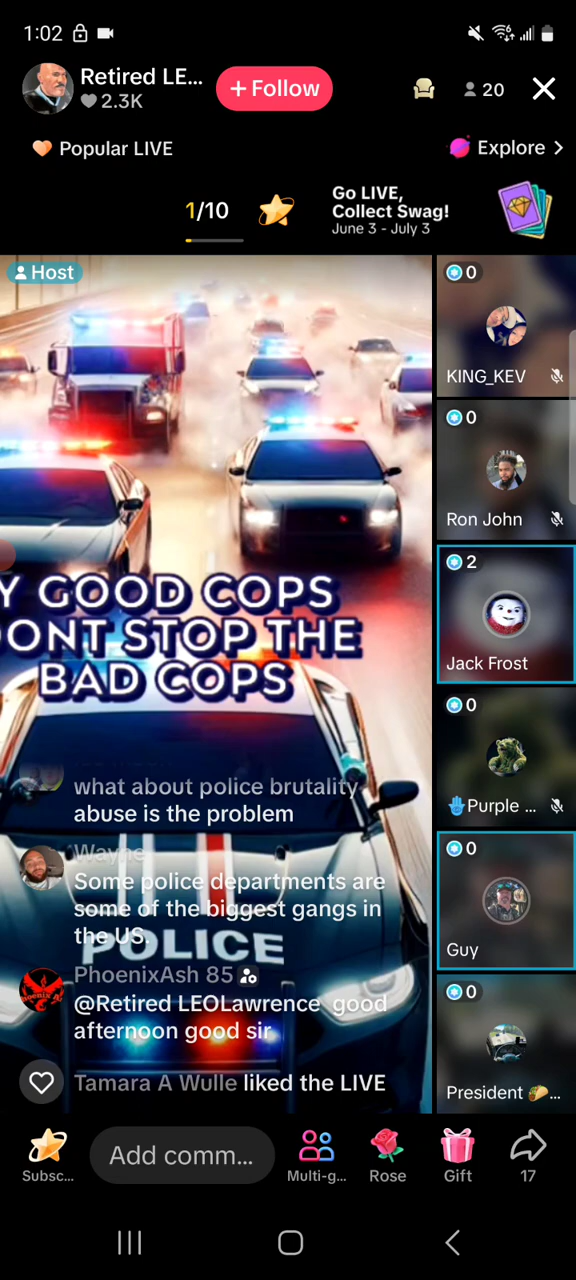 1:02
Retired LE...
2.3K
+ Follow
20
Popular LIVE
Explore >
1/10
Go LIVE,
Collect Swag!
June 3 - July 3
Host
0
KING_KEV
0
Ron John
2
Jack Frost
0
Purple ...
0
Guy
0
President ...
Y GOOD COPS
DONT STOP THE
BAD COPS
POLICE
what about police brutality
abuse is the problem
Wayne
Some police departments are
some of the biggest gangs in
the US.
PhoenixAsh 85
@Retired LEOLawrence good
afternoon good sir
Tamara A Wulle liked the LIVE
Subsc...
Add comm...
Multi-g...
Rose
Gift
17